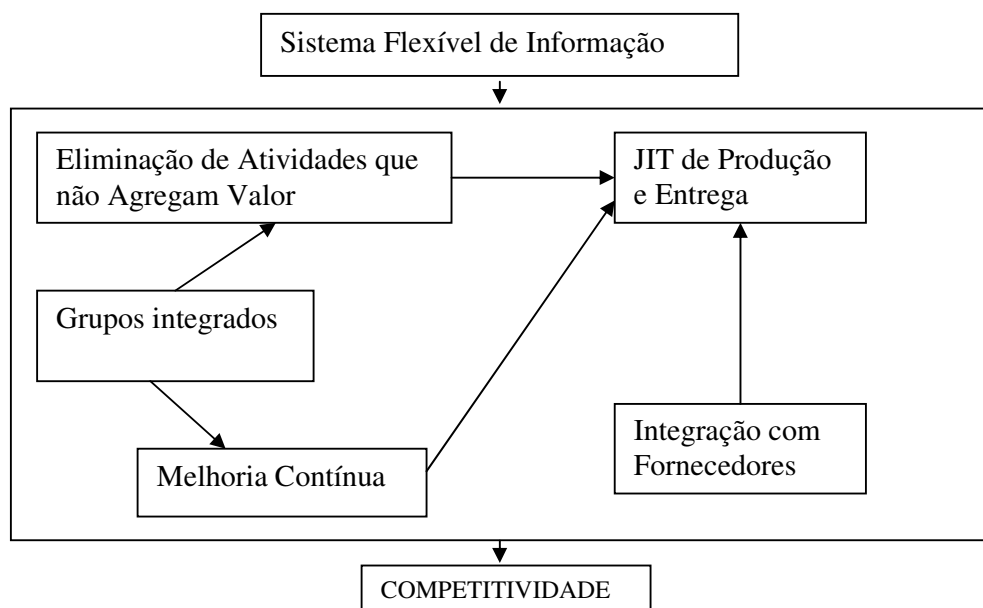 Sistema Flexível de Informação
Eliminação de Atividades que
não Agregam Valor
JIT de Produção
e Entrega
Grupos integrados
Integração com
Fornecedores
Melhoria Contínua
COMPETITIVIDADE